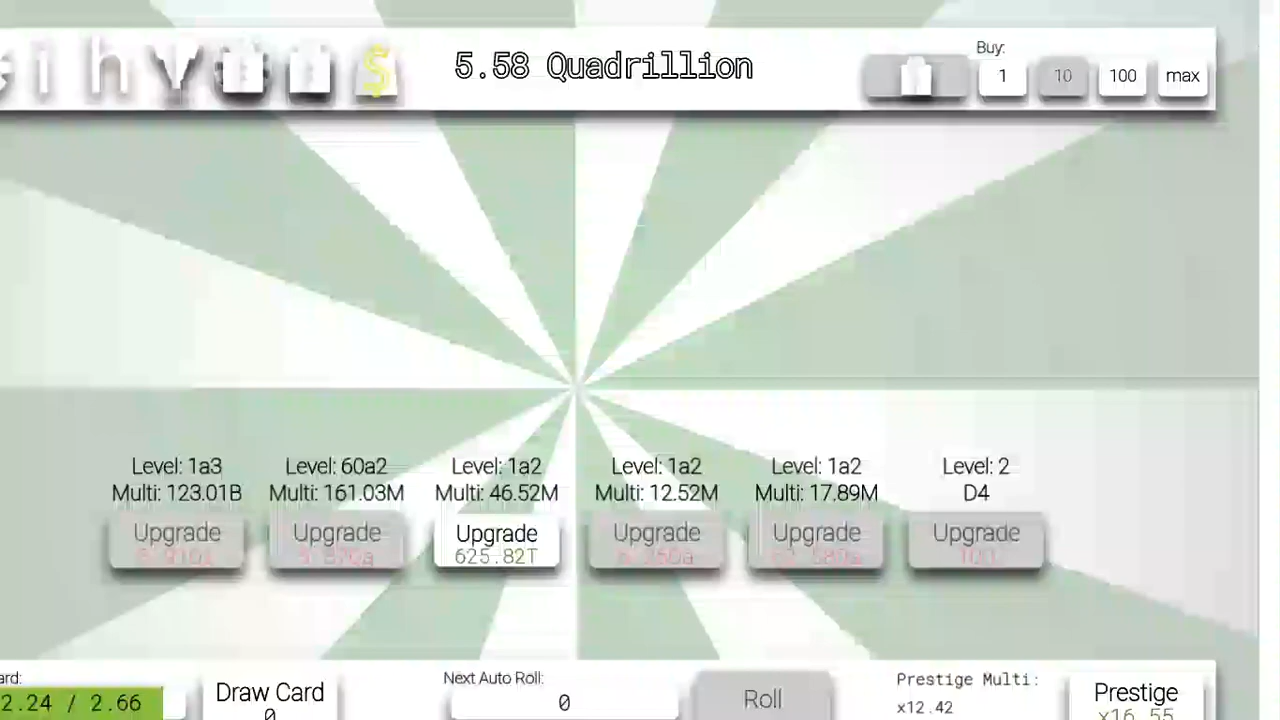 $ 5.58 Quadrillion
Buy:
1 10 100 max
Level: 1a3 Level: 60a2 Level: 1a2 Level: 1a2 Level: 1a2 Level: 2
Multi: 123.01B Multi: 161.03M Multi: 46.52M Multi: 12.52M Multi: 17.89M D4
Upgrade Upgrade Upgrade Upgrade Upgrade Upgrade
625.82T
Next Auto Roll: Prestige Multi:
2.24 / 2.66 Draw Card 0 Roll x12.42 Prestige
0 x16.55